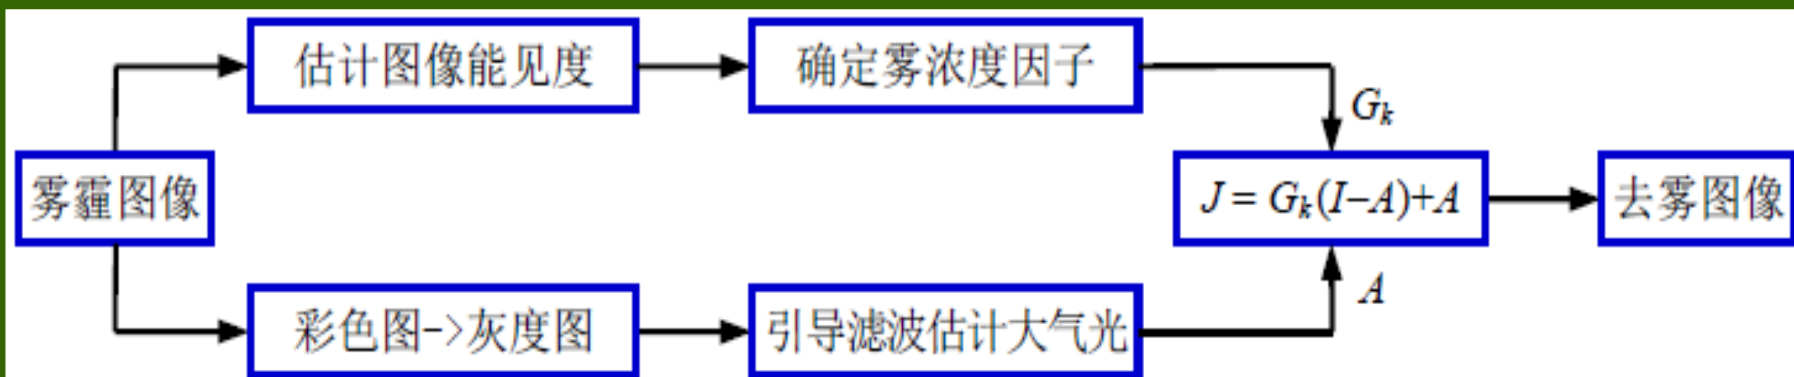 估计图像能见度
确定雾浓度因子
Gk
雾霾图像
J = Gk(I−A)+A
去雾图像
A
彩色图->灰度图
引导滤波估计大气光